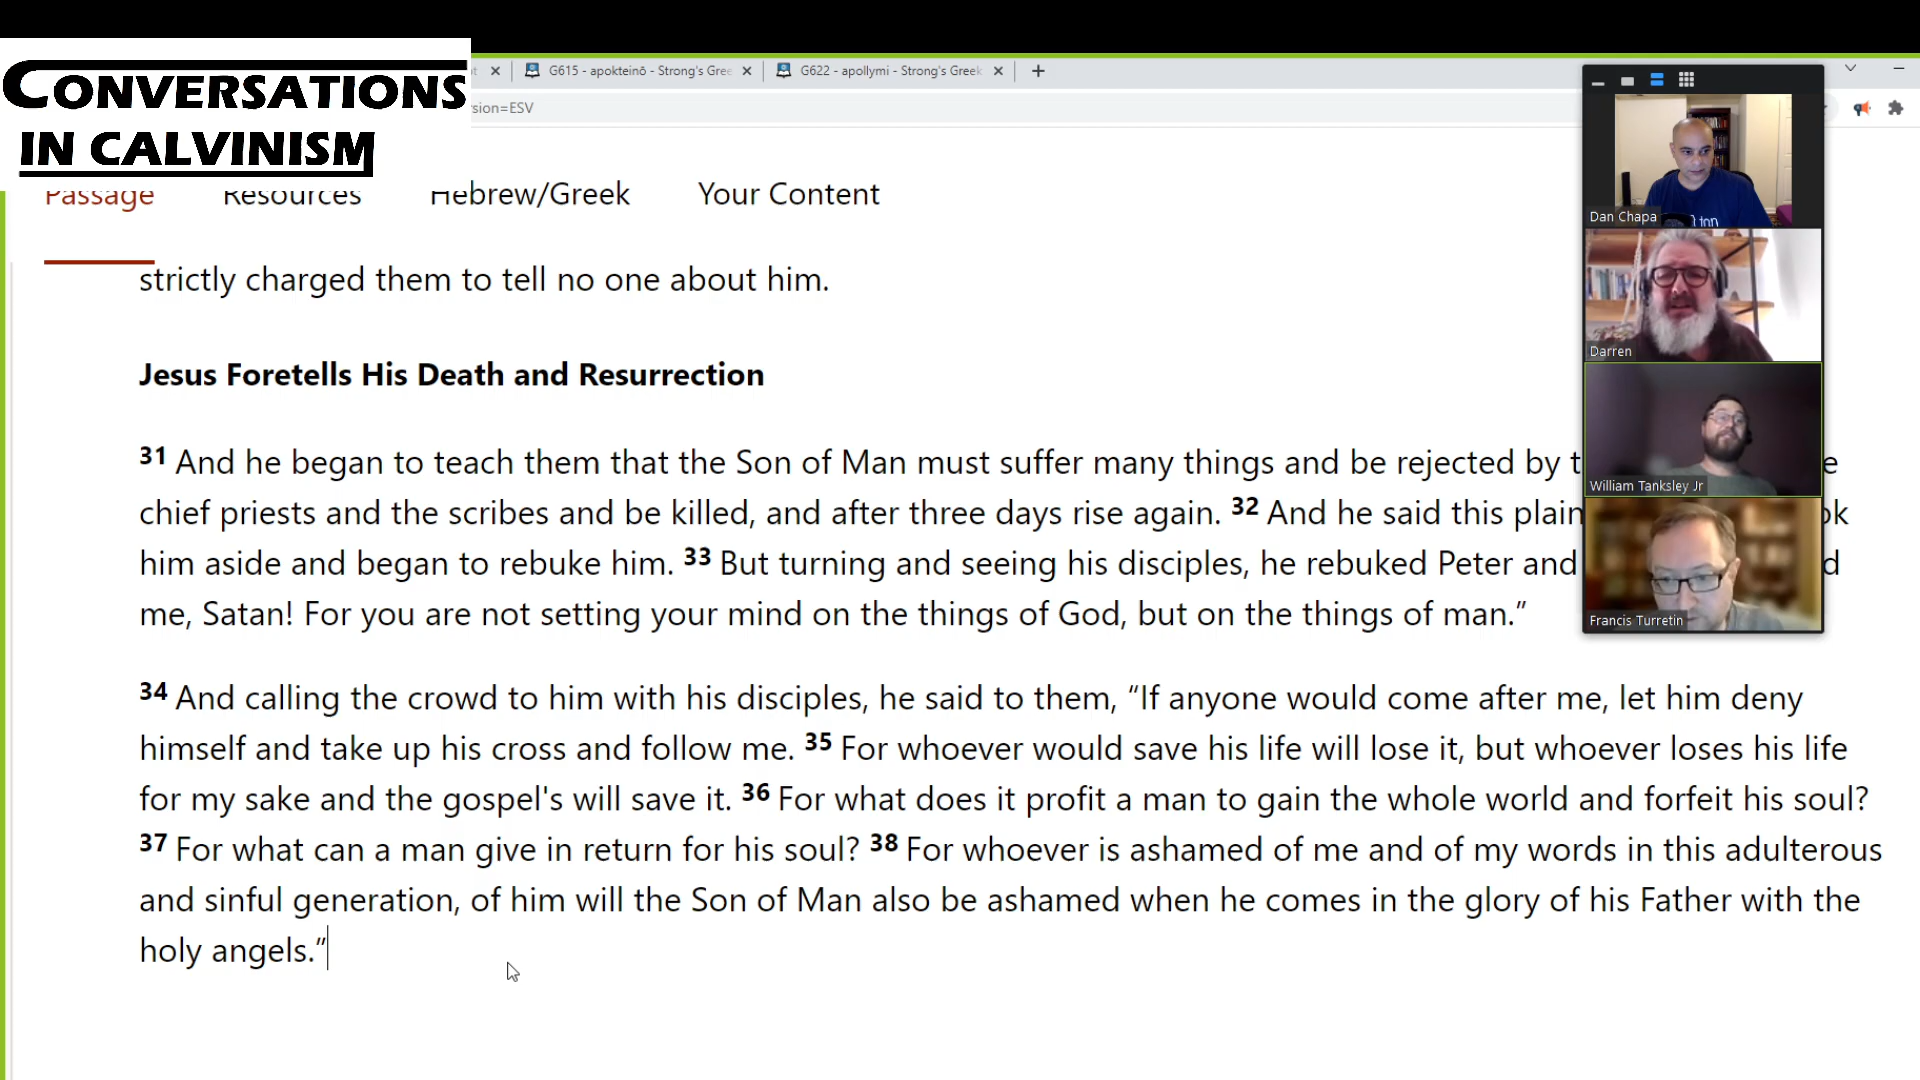 CONVERSATIONS
IN CALVINISM
G615 - apokteinō - Strong's Gree
G622 - apollymi - Strong's Greek
sion=ESV
Passage
Resources
Hebrew/Greek
Your Content
strictly charged them to tell no one about him.
Jesus Foretells His Death and Resurrection
31 And he began to teach them that the Son of Man must suffer many things and be rejected by t e
chief priests and the scribes and be killed, and after three days rise again. 32 And he said this plain ok
him aside and began to rebuke him. 33 But turning and seeing his disciples, he rebuked Peter and d
me, Satan! For you are not setting your mind on the things of God, but on the things of man.”
34 And calling the crowd to him with his disciples, he said to them, “If anyone would come after me, let him deny
himself and take up his cross and follow me. 35 For whoever would save his life will lose it, but whoever loses his life
for my sake and the gospel's will save it. 36 For what does it profit a man to gain the whole world and forfeit his soul?
37 For what can a man give in return for his soul? 38 For whoever is ashamed of me and of my words in this adulterous
and sinful generation, of him will the Son of Man also be ashamed when he comes in the glory of his Father with the
holy angels.”
Dan Chapa
Darren
William Tanksley Jr
Francis Turretin